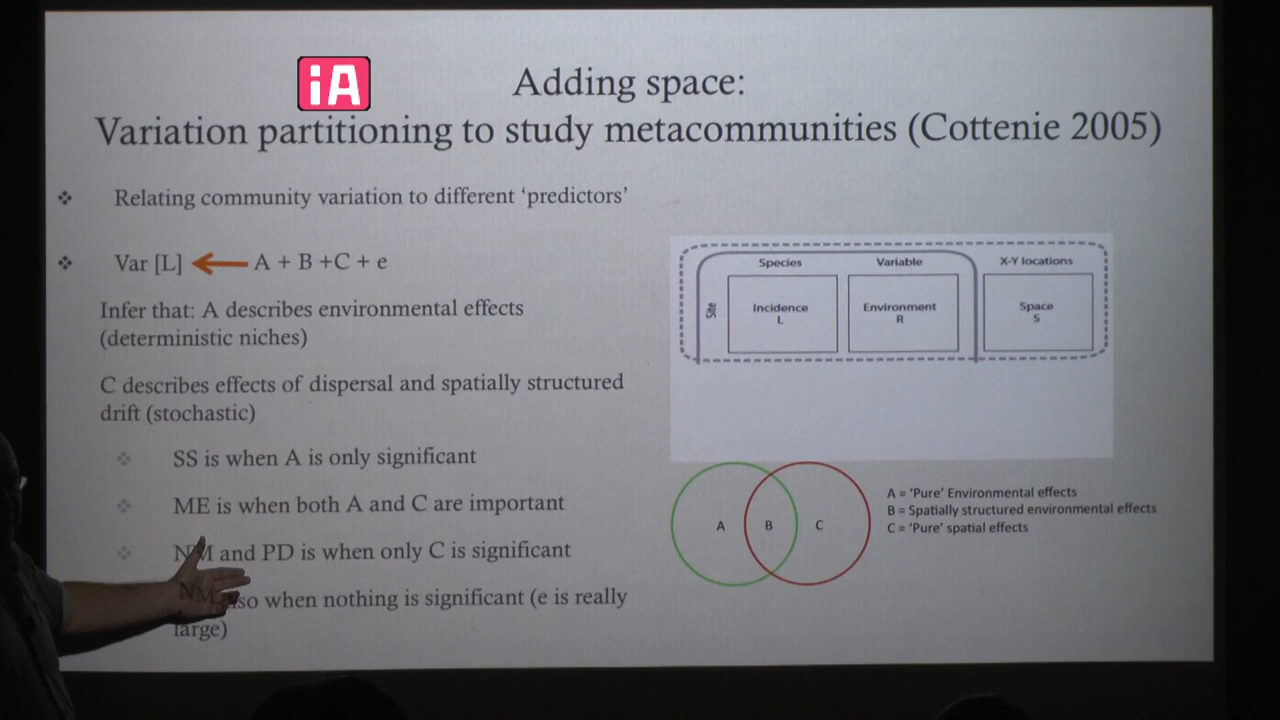 iA
Adding space:
Variation partitioning to study metacommunities (Cottenie 2005)
Relating community variation to different ‘predictors’
Var [L] A + B +C + e
Infer that: A describes environmental effects
(deterministic niches)
C describes effects of dispersal and spatially structured
drift (stochastic)
SS is when A is only significant
ME is when both A and C are important
NM and PD is when only C is significant
NM also when nothing is significant (e is really
large)
Species Variable X-Y locations
Site
Incidence Environment Space
L R S
A B C
A = ‘Pure’ Environmental effects
B = Spatially structured environmental effects
C = ‘Pure’ spatial effects